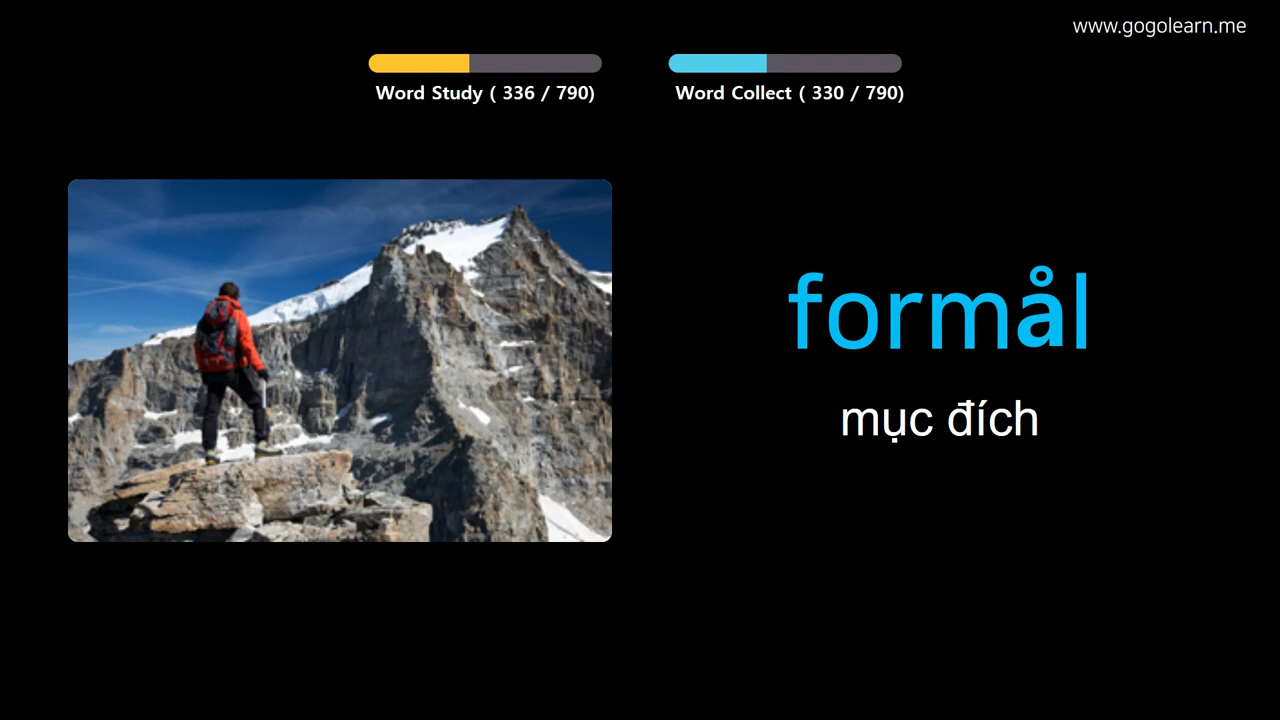 www.gogolearn.me
Word Study ( 336 / 790)
Word Collect ( 330 / 790)
formål
mục đích